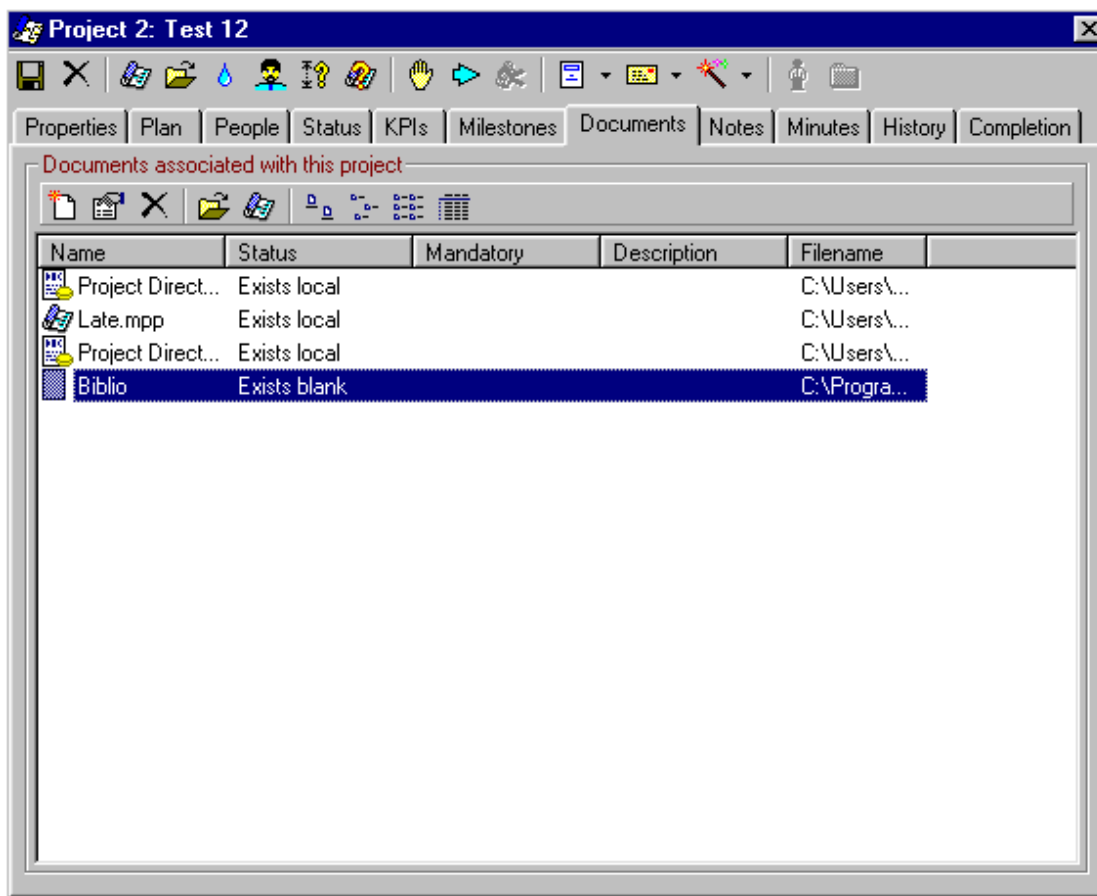 Project 2: Test 12
Properties Plan People Status KPIs Milestones Documents Notes Minutes History Completion
Documents associated with this project
Name Status Mandatory Description Filename
Project Direct... Exists local C:\Users\...
Late.mpp Exists local C:\Users\...
Project Direct... Exists local C:\Users\...
Biblio Exists blank C:\Progra...